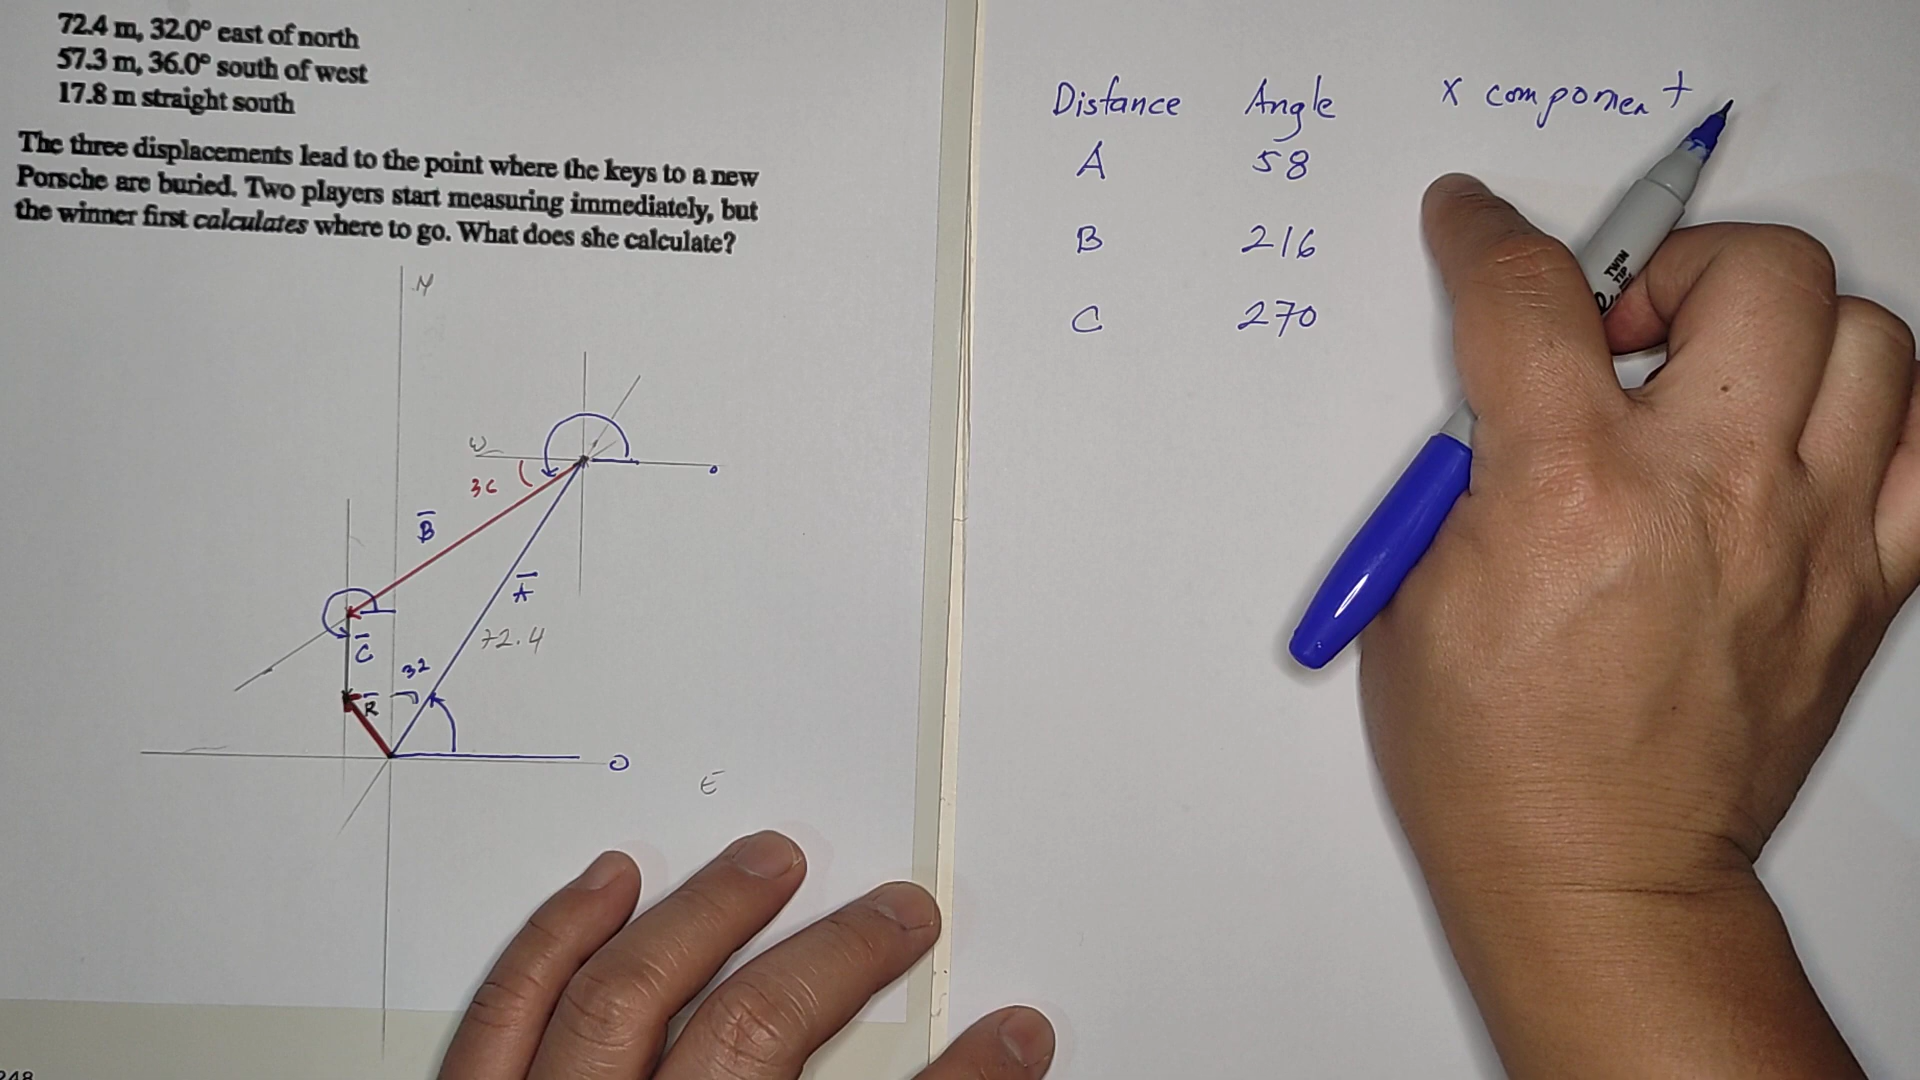 72.4 m, 32.0° east of north
57.3 m, 36.0° south of west
17.8 m straight south
The three displacements lead to the point where the keys to a new
Porsche are buried. Two players start measuring immediately, but
the winner first calculates where to go. What does she calculate?
N
W
36
B
A
72.4
C
32
R
O
E
Distance Angle x component
A 58
B 216
C 270
TWIN
TIP
248